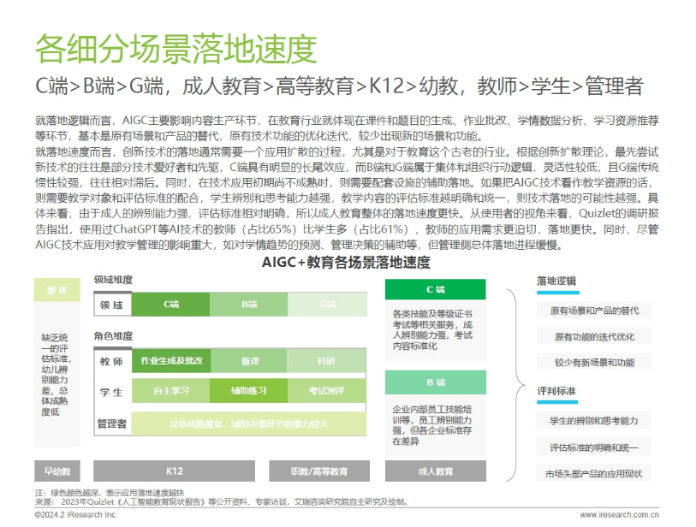 各细分场景落地速度
C端>B端>G端，成人教育>高等教育>K12>幼教，教师>学生>管理者
就落地逻辑而言，AIGC主要影响内容生产环节，在教育行业就体现在课件和题目的生成、作业批改、学情数据分析、学习资源推荐
等环节，基本是原有场景和产品的替代，原有技术功能的优化迭代，较少出现新的场景和功能。
就落地速度而言，创新技术的落地通常需要一个应用扩散的过程，尤其是对于教育这个古老的行业。根据创新扩散理论，最先尝试
新技术的往往是部分技术爱好者和先驱，C端具有明显的长尾效应，而B端和G端属于集体和组织行动逻辑，灵活性较低，且G端传统
惯性较强，往往相对滞后。同时，在技术应用初期尚不成熟时，则需要配套设施的辅助落地。如果把AIGC技术看作教学资源的话，
则需要教学对象和评估标准的配合，学生辨别和思考能力越强，教学内容的评估标准越明确和统一，则技术落地的可能性越强。具
体来看，由于成人的辨别能力强，评估标准相对明确，所以成人教育整体的落地速度更快。从使用者的视角来看，Quizlet的调研报
告指出，使用过ChatGPT等AI技术的教师（占比65%）比学生多（占比61%），教师的应用需求更迫切，落地更快。同时，尽管
AIGC技术应用对教学管理的影响重大，如对学情趋势的预测、管理决策的辅助等，但管理侧总体落地进程缓慢。
AIGC+教育各场景落地速度
整 体
缺乏统
一的评
估标准，
幼儿辨
别能力
差，总
体成熟
度低
早幼教
领域维度
领 域
C端
B端
G端
角色维度
教 师
作业生成及批改
备课
科研
学 生
自主学习
辅助练习
考试测评
管理者
总体成熟度低，辅助决策环节的潜力较大
K12
职教/高等教育
C 端
各类技能及等级证书
考试等相关服务，成
人辨别能力强，考试
内容标准化
B 端
企业内部员工技能培
训等，员工辨别能力
强，但各企业标准存
在差异
成人教育
落地逻辑
原有场景和产品的替代
原有功能的迭代优化
较少有新场景和功能
评判标准
学生的辨别和思考能力
评估标准的明确和统一
市场头部产品的应用现状
注：绿色颜色越深，表示应用落地速度越快
来源： 2023年Quizlet《人工智能教育现状报告》等公开资料，专家访谈，艾瑞咨询研究院自主研究及绘制。
©2024.2 iResearch Inc.
www.iresearch.com.cn